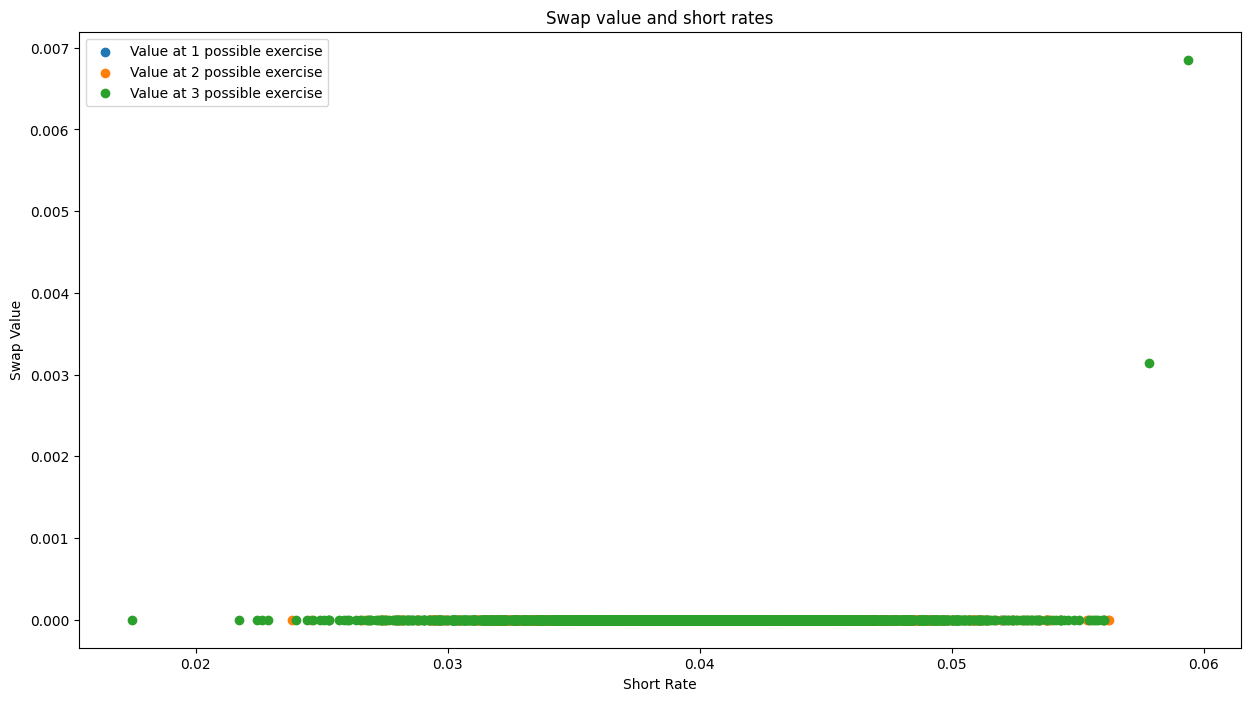 Swap value and short rates
Value at 1 possible exercise
Value at 2 possible exercise
Value at 3 possible exercise
0.007
0.006
0.005
0.004
0.003
0.002
0.001
0.000
Swap Value
0.02
0.03
0.04
0.05
0.06
Short Rate